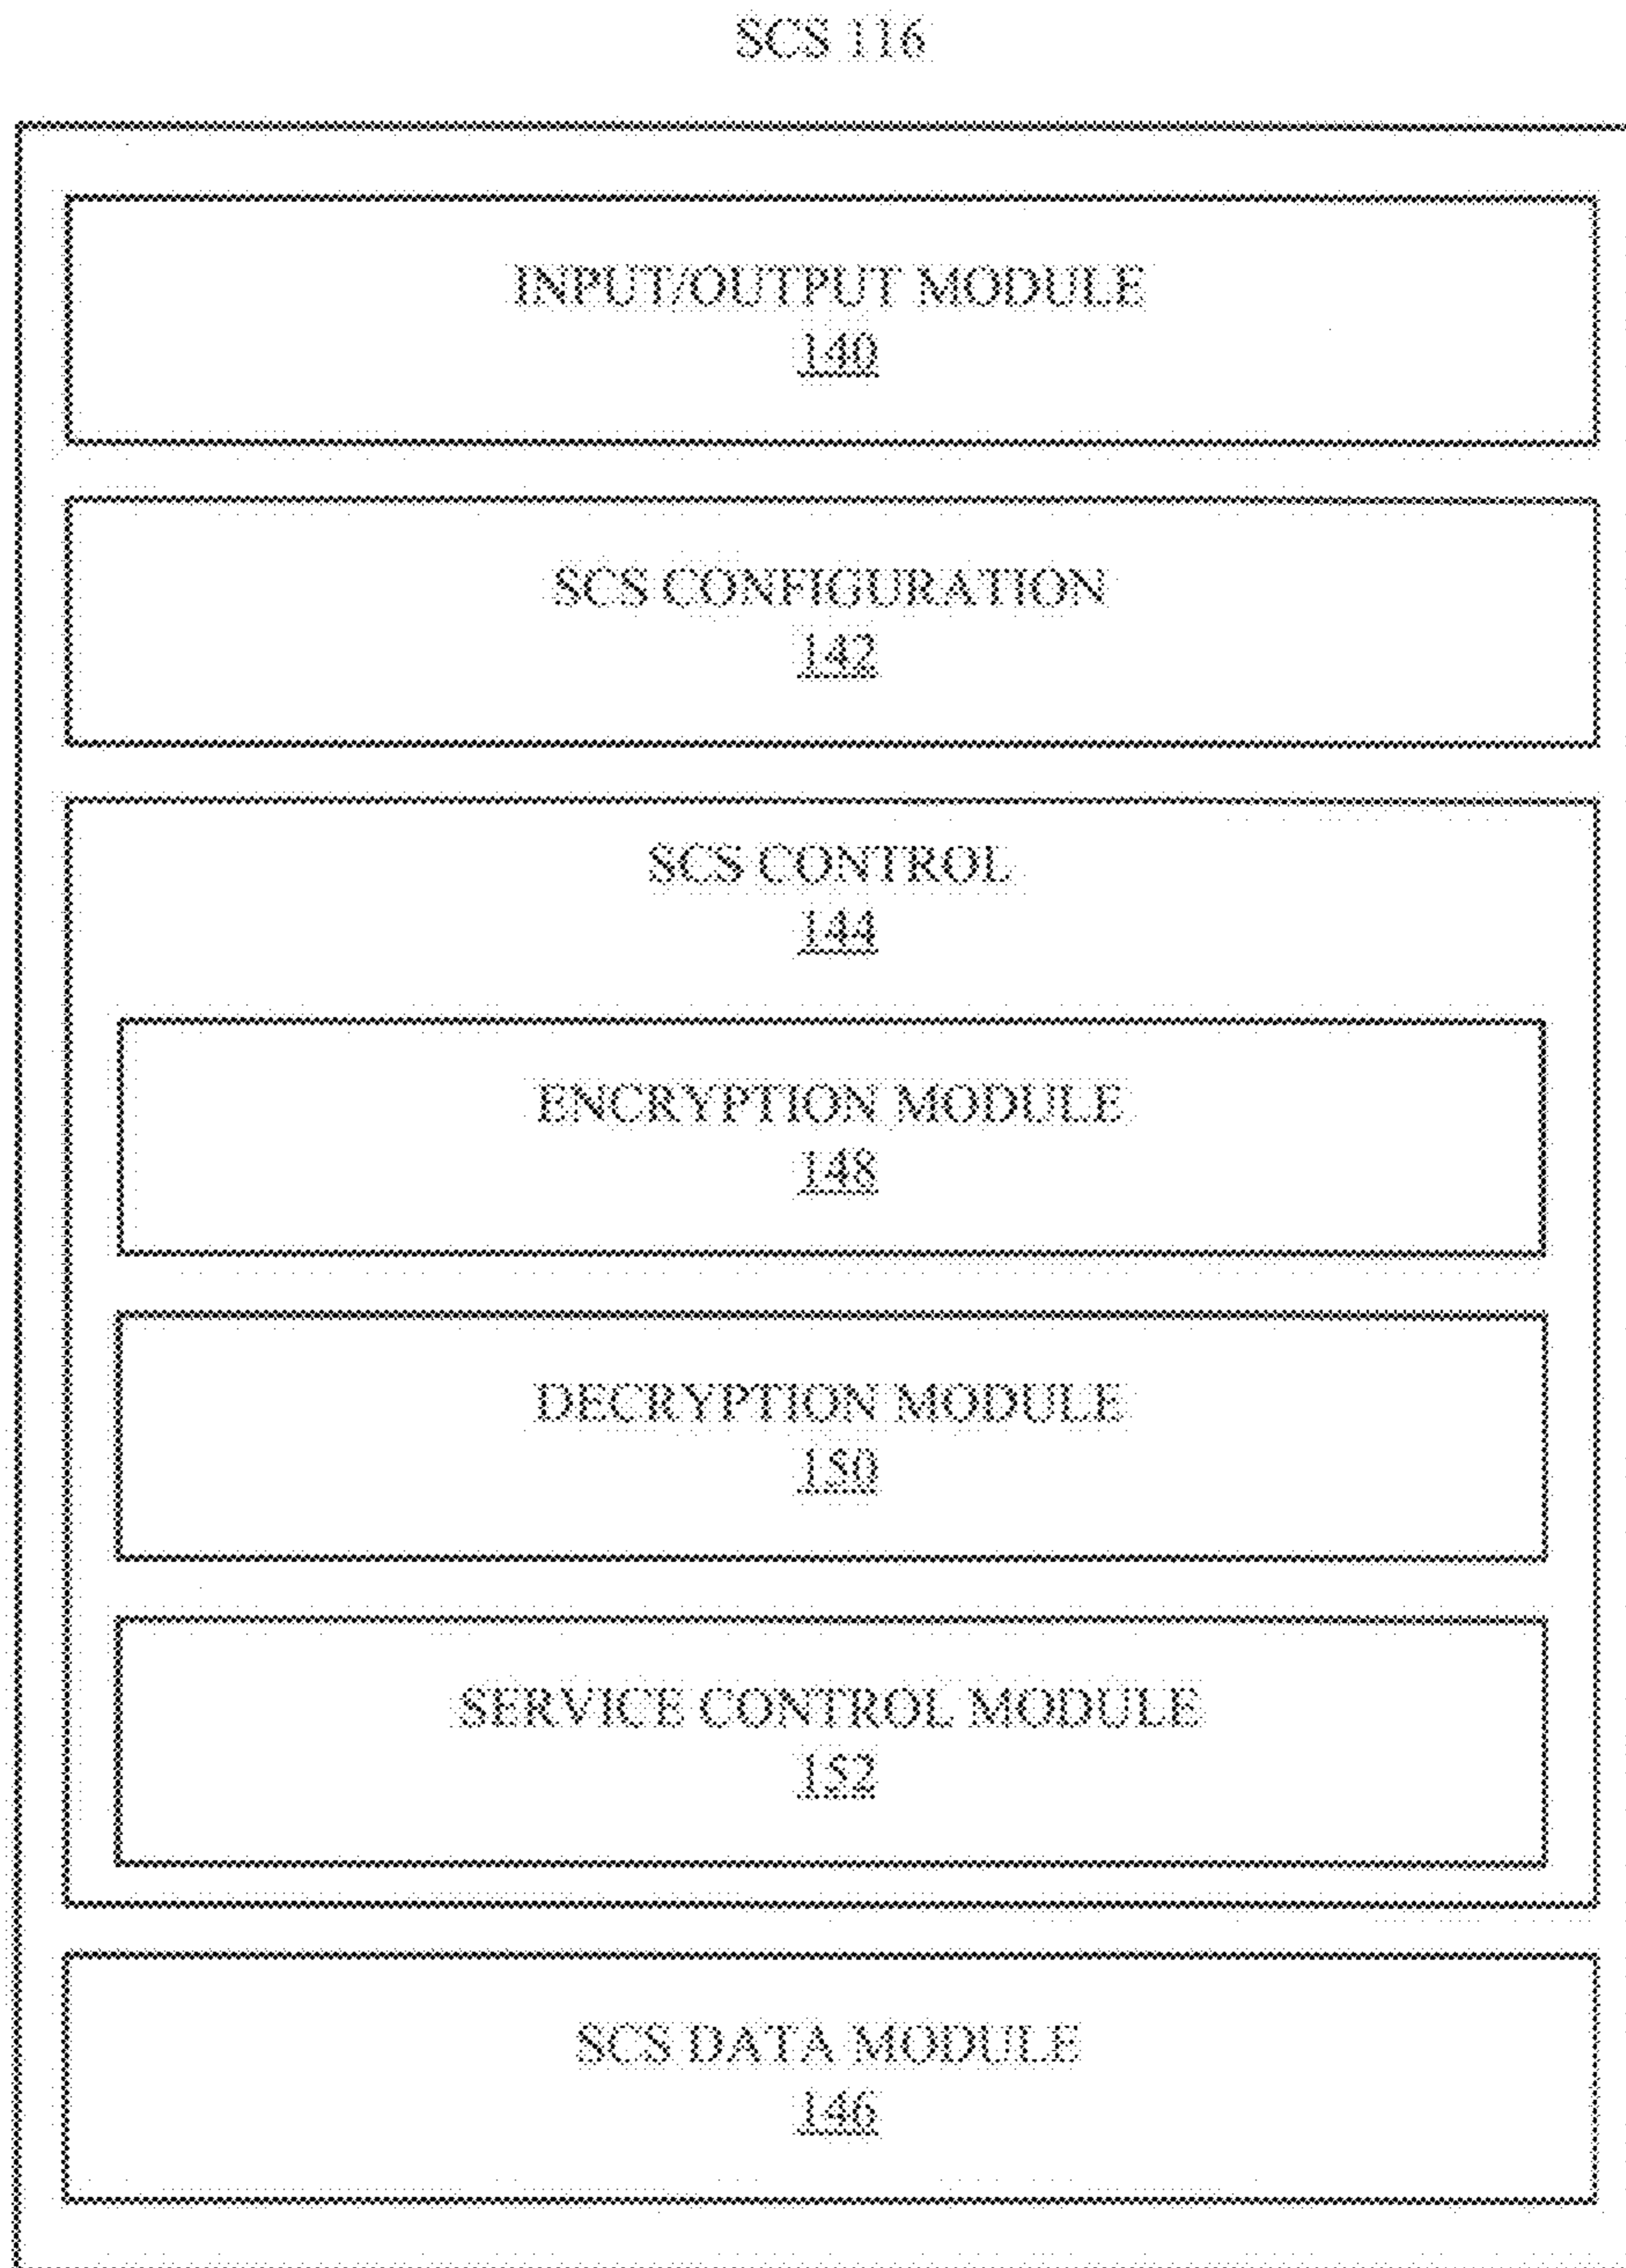 SCS 116
INPUT/OUTPUT MODULE
140
SCS CONFIGURATION
142
SCS CONTROL
144
ENCRYPTION MODULE
148
DECRYPTION MODULE
150
SERVICE CONTROL MODULE
152
SCS DATA MODULE
146